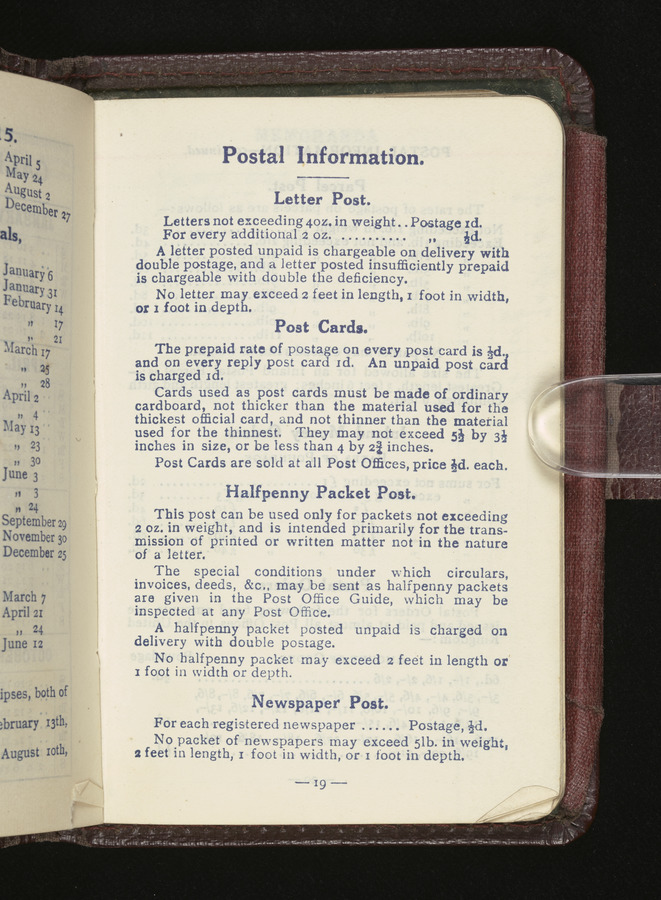 5.
April 5
May 24
August 2
December 27
als,
January 6
January 31
February 14
" 17
" 21
March 17
" 25
" 28
April 2
" 4
May 13
" 23
" 30
June 3
" 3
" 24
September 29
November 30
December 25
March 7
April 21
" 24
June 12
ipses, both of
ebruary 13th,
August 10th,
Postal Information.
Letter Post.
Letters not exceeding 4oz. in weight.. Postage 1d.
For every additional 2 oz. .......... " ½d.
A letter posted unpaid is chargeable on delivery with
double postage, and a letter posted insufficiently prepaid
is chargeable with double the deficiency.
No letter may exceed 2 feet in length, 1 foot in width,
or 1 foot in depth.
Post Cards.
The prepaid rate of postage on every post card is ½d.,
and on every reply post card 1d. An unpaid post card
is charged 1d.
Cards used as post cards must be made of ordinary
cardboard, not thicker than the material used for the
thickest official card, and not thinner than the material
used for the thinnest. They may not exceed 5½ by 3½
inches in size, or be less than 4 by 2¾ inches.
Post Cards are sold at all Post Offices, price ½d. each.
Halfpenny Packet Post.
This post can be used only for packets not exceeding
2 oz. in weight, and is intended primarily for the trans-
mission of printed or written matter not in the nature
of a letter.
The special conditions under which circulars,
invoices, deeds, &c., may be sent as halfpenny packets
are given in the Post Office Guide, which may be
inspected at any Post Office.
A halfpenny packet posted unpaid is charged on
delivery with double postage.
No halfpenny packet may exceed 2 feet in length or
1 foot in width or depth.
Newspaper Post.
For each registered newspaper ...... Postage, ½d.
No packet of newspapers may exceed 5lb. in weight,
2 feet in length, 1 foot in width, or 1 foot in depth.
— 19 —